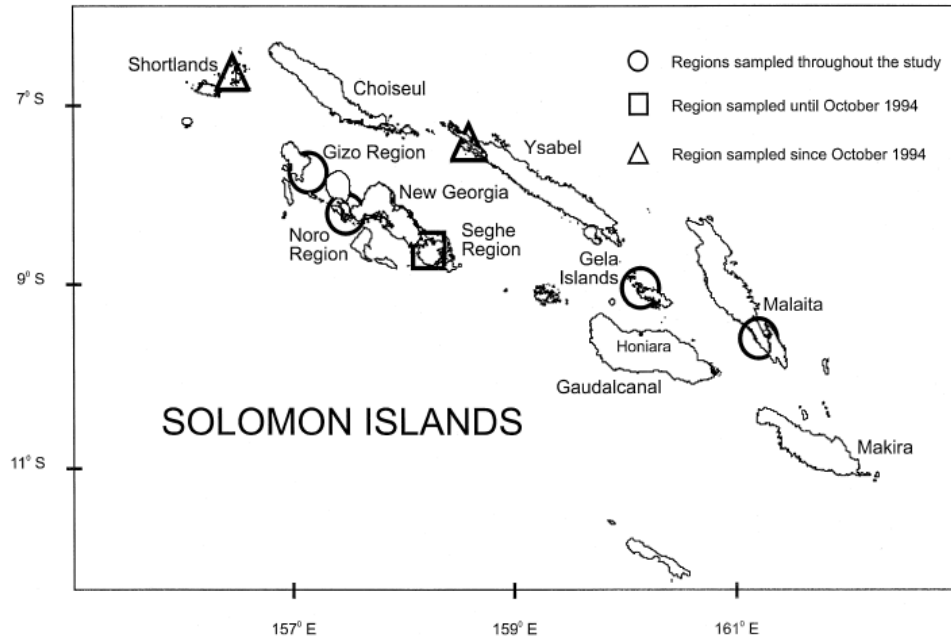 Shortlands
Choiseul
7° S
Gizo Region
Ysabel
New Georgia
Noro
Region
Seghe
Region
Gela
Islands
9° S
Malaita
Honiara
Gaudalcanal
SOLOMON ISLANDS
Makira
11° S
157° E
159° E
161° E
Regions sampled throughout the study
Region sampled until October 1994
Region sampled since October 1994